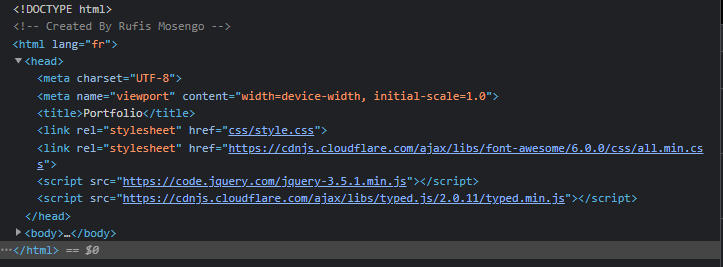 <!DOCTYPE html>
<!-- Created By Rufis Mosengo -->
<html lang="fr">
<head>
<meta charset="UTF-8">
<meta name="viewport" content="width=device-width, initial-scale=1.0">
<title>Portfolio</title>
<link rel="stylesheet" href="css/style.css">
<link rel="stylesheet" href="https://cdnjs.cloudflare.com/ajax/libs/font-awesome/6.0.0/css/all.min.cs
s">
<script src="https://code.jquery.com/jquery-3.5.1.min.js"></script>
<script src="https://cdnjs.cloudflare.com/ajax/libs/typed.js/2.0.11/typed.min.js"></script>
</head>
<body>…</body>
…</html> == $0